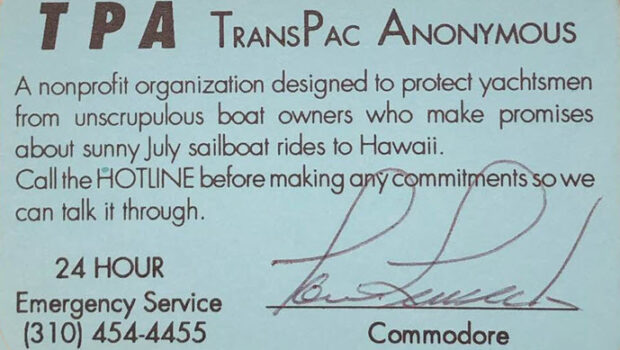 TPA TRANSPAC ANONYMOUS
A nonprofit organization designed to protect yachtsmen
from unscrupulous boat owners who make promises
about sunny July sailboat rides to Hawaii.
Call the HOTLINE before making any commitments so we
can talk it through.
24 HOUR
Emergency Service
(310) 454-4455
Commodore